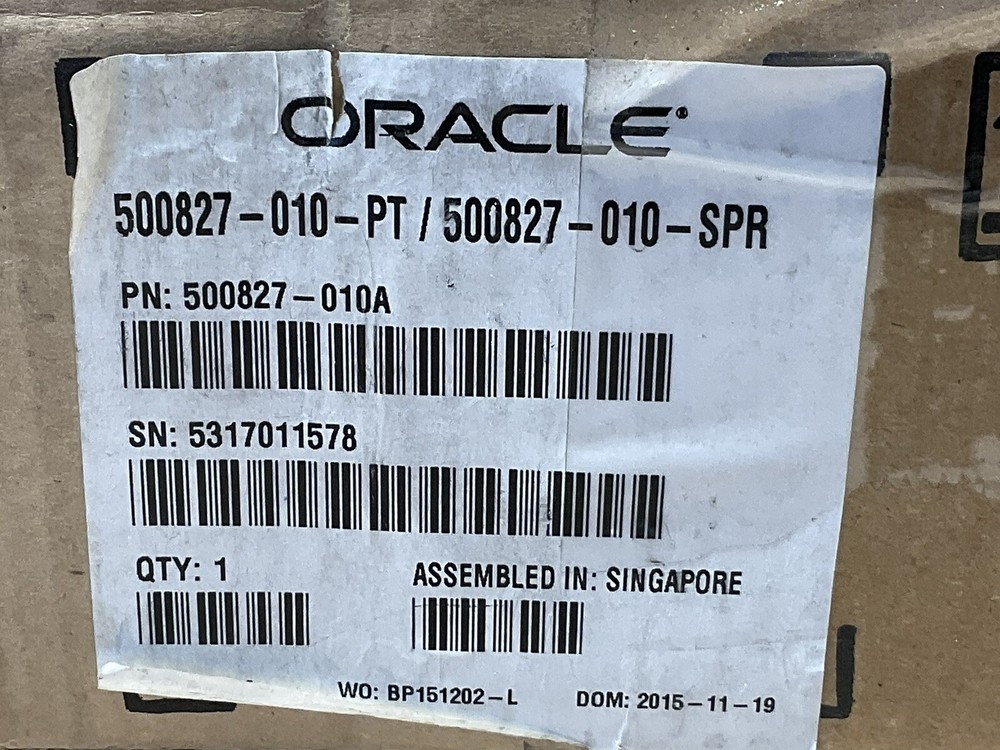 ORACLE®
500827-010-PT / 500827-010-SPR
PN: 500827-010A
SN: 5317011578
QTY: 1
ASSEMBLED IN: SINGAPORE
WO: BP151202-L
DOM: 2015-11-19